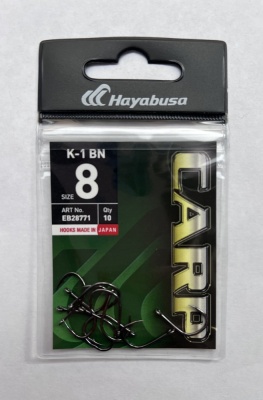 Hayabusa
K-1 BN
8
SIZE
ART No.
EB28771
Qty
10
HOOKS MADE IN JAPAN
CARP